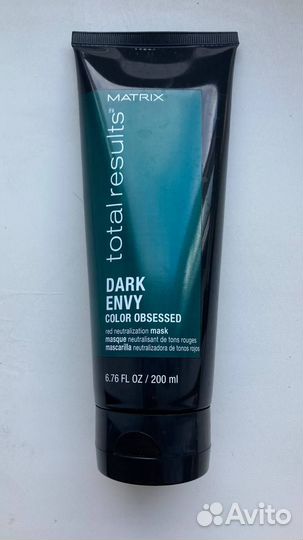 MATRIX
total results™
DARK
ENVY
COLOR OBSESSED
red neutralization mask
masque neutralisant de tons rouges
mascarilla neutralizadora de tonos rojos
6.76 FL OZ / 200 ml
Avito